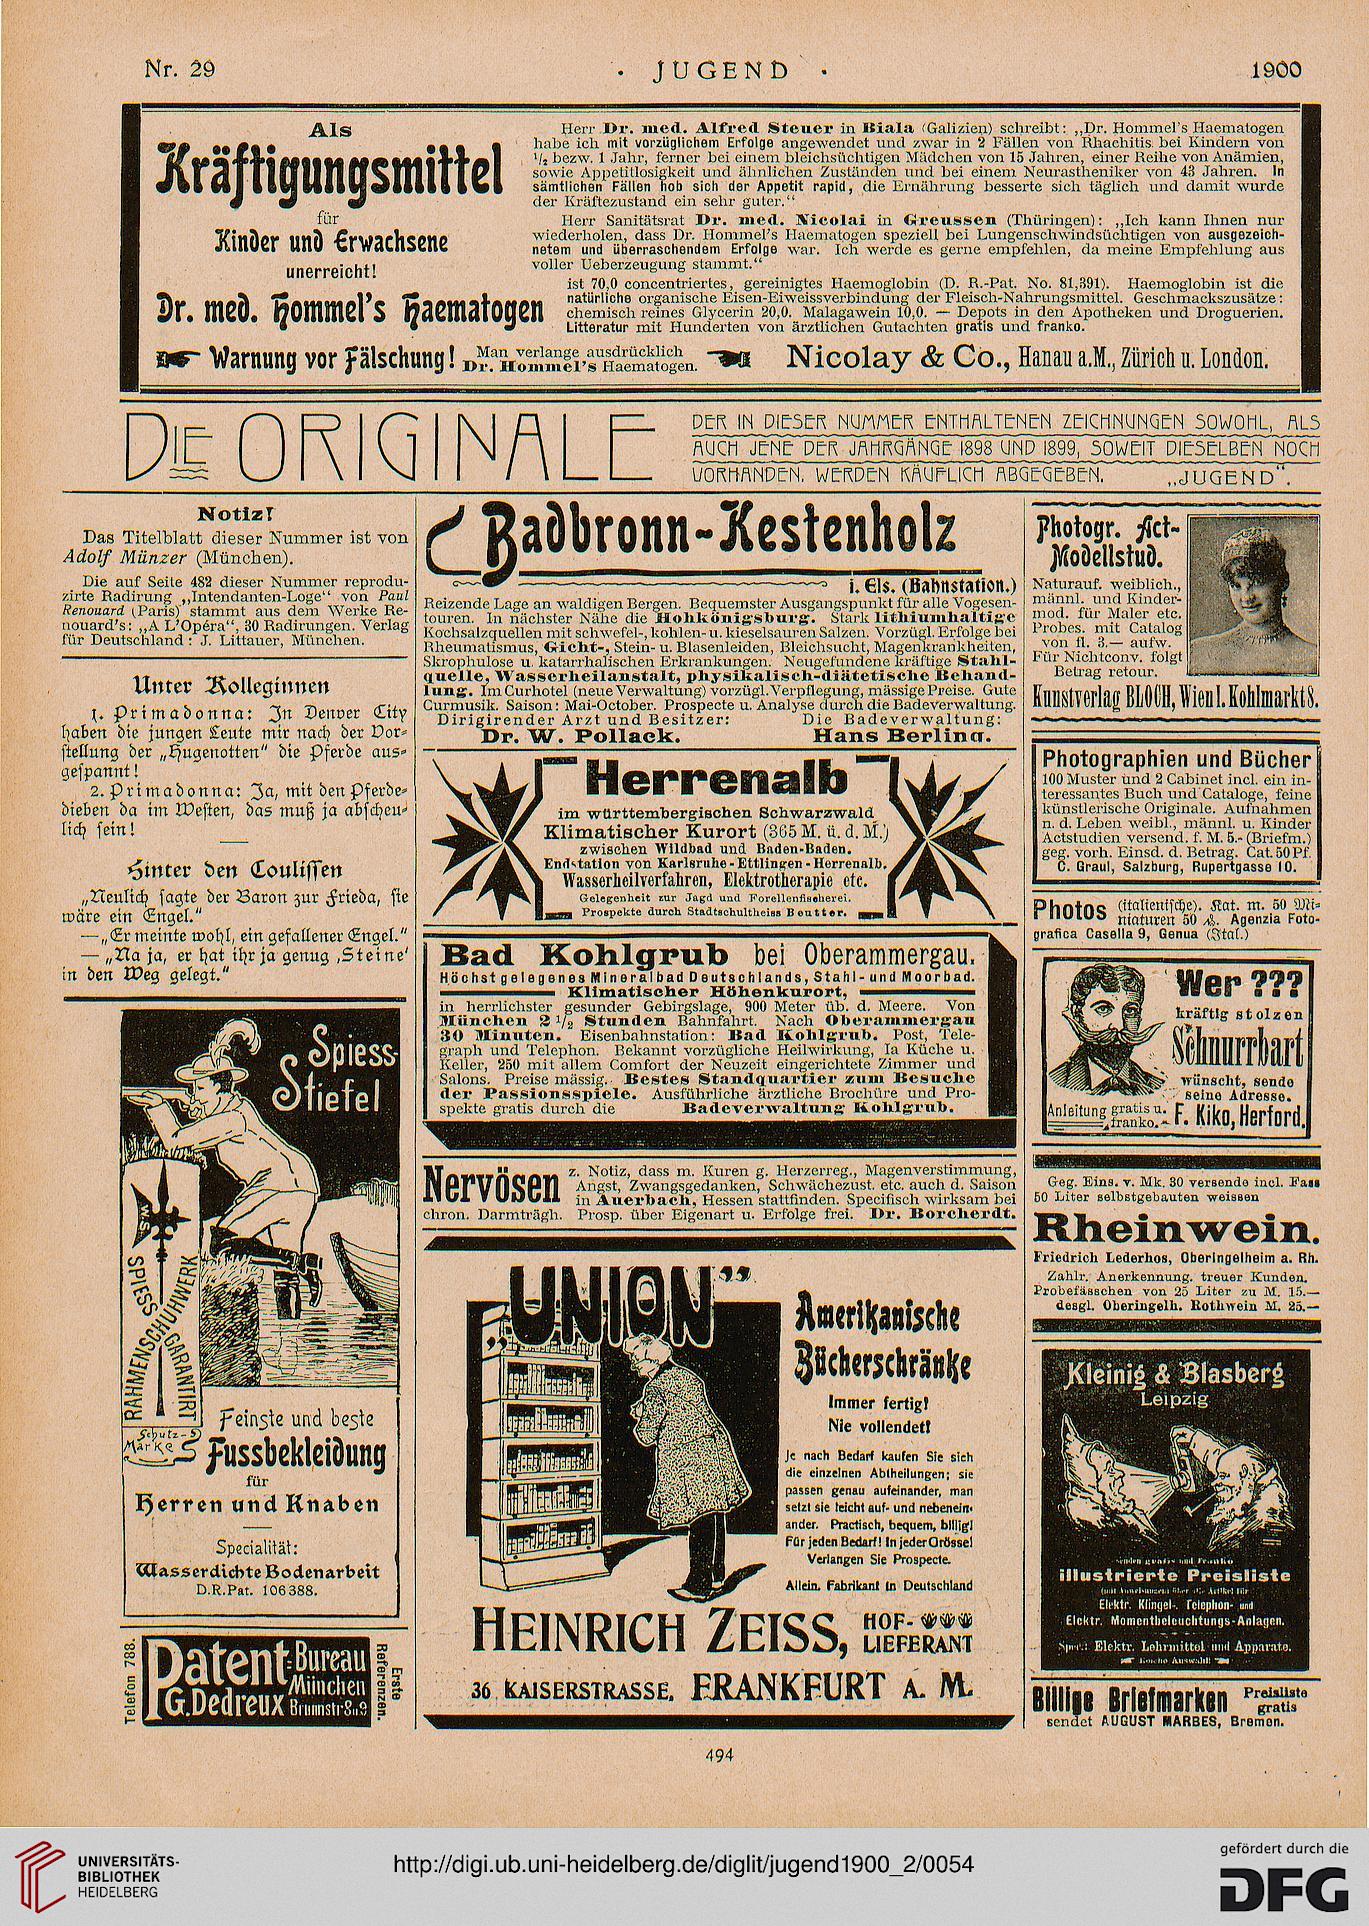 Nr. 29
· JUGEND ·
1900
Als
Kräftigungsmittel
für
Kinder und Erwachsene
unerreicht!
Dr. med. Hommel's Haematogen
Herr Dr. med. Alfred Steuer in Biala (Galizien) schreibt: „Dr. Hommel's Haematogen
habe ich mit vorzüglichem Erfolge angewendet und zwar in 2 Fällen von Rhachitis bei Kindern von
½ bezw. 1 Jahr, ferner bei einem bleichsüchtigen Mädchen von 15 Jahren, einer Reihe von Anämien,
sowie Appetitlosigkeit und ähnlichen Zuständen und bei einem Neurastheniker von 43 Jahren. In
sämtlichen Fällen hob sich der Appetit rapid, die Ernährung besserte sich täglich und damit wurde
der Kräftezustand ein sehr guter.“
Herr Sanitätsrat Dr. med. Nicolai in Greussen (Thüringen): „Ich kann Ihnen nur
wiederholen, dass Dr. Hommel's Haematogen speziell bei Lungenschwindsüchtigen von ausgezeich-
netem und überraschendem Erfolge war. Ich werde es gerne empfehlen, da meine Empfehlung aus
voller Ueberzeugung stammt.“
ist 70,0 concentriertes, gereinigtes Haemoglobin (D. R.-Pat. No. 81,391). Haemoglobin ist die
natürliche organische Eisen-Eiweissverbindung der Fleisch-Nahrungsmittel. Geschmackszusätze:
chemisch reines Glycerin 20,0. Malagawein 10,0. — Depots in den Apotheken und Droguerien.
Litteratur mit Hunderten von ärztlichen Gutachten gratis und franko.
Warnung vor Fälschung! Man verlange ausdrücklich
Dr. Hommel's Haematogen.
Nicolay & Co., Hanau a.M., Zürich u. London.
DIE ORIGINALE
DER IN DIESER NUMMER ENTHALTENEN ZEICHNUNGEN SOWOHL, ALS
AUCH JENE DER JAHRGÄNGE 1898 UND 1899, SOWEIT DIESELBEN NOCH
VORHANDEN, WERDEN KÄUFLICH ABGEGEBEN. „JUGEND“.
Notiz!
Das Titelblatt dieser Nummer ist von
Adolf Münzer (München).
Die auf Seite 482 dieser Nummer reprodu-
zirte Radirung „Intendanten-Loge“ von Paul
Renouard (Paris) stammt aus dem Werke Re-
nouard's: „A L'Opéra“, 30 Radirungen. Verlag
für Deutschland: J. Littauer, München.
Unter Kolleginnen
1. Primadonna: In Denver City
haben die jungen Leute mir nach der Vor-
stellung der „Hugenotten“ die Pferde aus-
gespannt!
2. Primadonna: Ja, mit den Pferde-
dieben da im Westen, das muß ja abscheu-
lich sein!
Hinter den Coulissen
„Neulich sagte der Baron zur Frieda, sie
wäre ein Engel.“
— „Er meinte wohl, ein gefallener Engel.“
— „Na ja, er hat ihr ja genug ‚Steine‘
in den Weg gelegt.“
Spiess-
Stiefel
W.S.
SPIESS
RAHMENSCHUHWERK
GARANTIRT
Schutz-
Marke
Feinste und beste
Fussbekleidung
für
Herren und Knaben
Specialität:
Wasserdichte Bodenarbeit
D.R.Pat. 106388.
Telefon 788.
Patent-Bureau
München
G. Dedreux Brunnstr 8u9
Erste
Referenzen.
Badbronn-Kestenholz
i. Els. (Bahnstation.)
Reizende Lage an waldigen Bergen. Bequemster Ausgangspunkt für alle Vogesen-
touren. In nächster Nähe die Hohkönigsburg. Stark lithiumhaltige
Kochsalzquellen mit schwefel-, kohlen- u. kieselsauren Salzen. Vorzügl. Erfolge bei
Rheumatismus, Gicht-, Stein- u. Blasenleiden, Bleichsucht, Magenkrankheiten,
Skrophulose u. katarrhalischen Erkrankungen. Neugefundene kräftige Stahl-
quelle, Wasserheilanstalt, physikalisch-diätetische Behand-
lung. Im Curhotel (neue Verwaltung) vorzügl. Verpflegung, mässige Preise. Gute
Curmusik. Saison: Mai-October. Prospecte u. Analyse durch die Badeverwaltung.
Dirigirender Arzt und Besitzer: Die Badeverwaltung:
Dr. W. Pollack. Hans Berling.
Herrenalb
im württembergischen Schwarzwald
Klimatischer Kurort (365 M. ü. d. M.)
zwischen Wildbad und Baden-Baden.
Endstation von Karlsruhe-Ettlingen-Herrenalb.
Wasserheilverfahren, Elektrotherapie etc.
Gelegenheit zur Jagd und Forellenfischerei.
Prospekte durch Stadtschultheiss Beutter.
Bad Kohlgrub bei Oberammergau.
Höchstgelegenes Mineralbad Deutschlands, Stahl- und Moorbad.
Klimatischer Höhenkurort,
in herrlichster gesunder Gebirgslage, 900 Meter üb. d. Meere. Von
München 2½ Stunden Bahnfahrt. Nach Oberammergau
30 Minuten. Eisenbahnstation: Bad Kohlgrub. Post, Tele-
graph und Telephon. Bekannt vorzügliche Heilwirkung, Ia Küche u.
Keller, 250 mit allem Comfort der Neuzeit eingerichtete Zimmer und
Salons. Preise mässig. Bestes Standquartier zum Besuche
der Passionsspiele. Ausführliche ärztliche Brochüre und Pro-
spekte gratis durch die Badeverwaltung Kohlgrub.
Nervösen z. Notiz, dass m. Kuren g. Herzerreg., Magenverstimmung,
Angst, Zwangsgedanken, Schwächezust. etc. auch d. Saison
in Auerbach, Hessen stattfinden. Specifisch wirksam bei
chron. Darmträgh. Prosp. über Eigenart u. Erfolge frei. Dr. Borcherdt.
„UNION“
Amerikanische
Bücherschränke
Immer fertig!
Nie vollendet!
Je nach Bedarf kaufen Sie sich
die einzelnen Abtheilungen; sie
passen genau aufeinander, man
setzt sie leicht auf- und nebenein-
ander. Practisch, bequem, billig!
Für jeden Bedarf! In jeder Grösse!
Verlangen Sie Prospecte.
Allein. Fabrikant in Deutschland
HEINRICH ZEISS, HOF-
LIEFERANT
36 KAISERSTRASSE. FRANKFURT A. M.
Photogr. Act-
Modellstud.
Naturauf. weiblich.,
männl. und Kinder-
mod. für Maler etc.
Probes. mit Catalog
von fl. 3.— aufw.
Für Nichtconv. folgt
Betrag retour.
Kunstverlag BLOCH, Wien I. Kohlmarkt 8.
Photographien und Bücher
100 Muster und 2 Cabinet incl. ein in-
teressantes Buch und Cataloge, feine
künstlerische Originale. Aufnahmen
n. d. Leben weibl., männl. u. Kinder
Actstudien versend. f. M. 5.- (Briefm.)
geg. vorh. Einsd. d. Betrag. Cat. 50 Pf.
C. Graul, Salzburg, Rupertgasse 10.
Photos (italienische). Kat. m. 50 Mi-
niaturen 50 ₰. Agenzia Foto-
grafica Casella 9, Genua (Ital.)
Wer ???
kräftig stolzen
Schnurrbart
wünscht, sende
seine Adresse.
Anleitung gratis u.
franko. F. Kiko, Herford.
Geg. Eins. v. Mk. 30 versende incl. Fass
50 Liter selbstgebauten weissen
Rheinwein.
Friedrich Lederhos, Oberingelheim a. Rh.
Zahlr. Anerkennung. treuer Kunden.
Probefässchen von 25 Liter zu M. 15.—
desgl. Oberingelh. Rothwein M. 25.—
Kleinig & Blasberg
Leipzig
senden gratis und franko
illustrierte Preisliste
Elektr. Klingel-, Telephon- und
Elektr. Momentbeleuchtungs-Anlagen.
Spec.: Elektr. Lehrmittel und Apparate.
Billige Briefmarken Preisliste
gratis
sendet AUGUST MARBES, Bremen.
494
UNIVERSITÄTS-
BIBLIOTHEK
HEIDELBERG
http://digi.ub.uni-heidelberg.de/diglit/jugend1900_2/0054
gefördert durch die
DFG